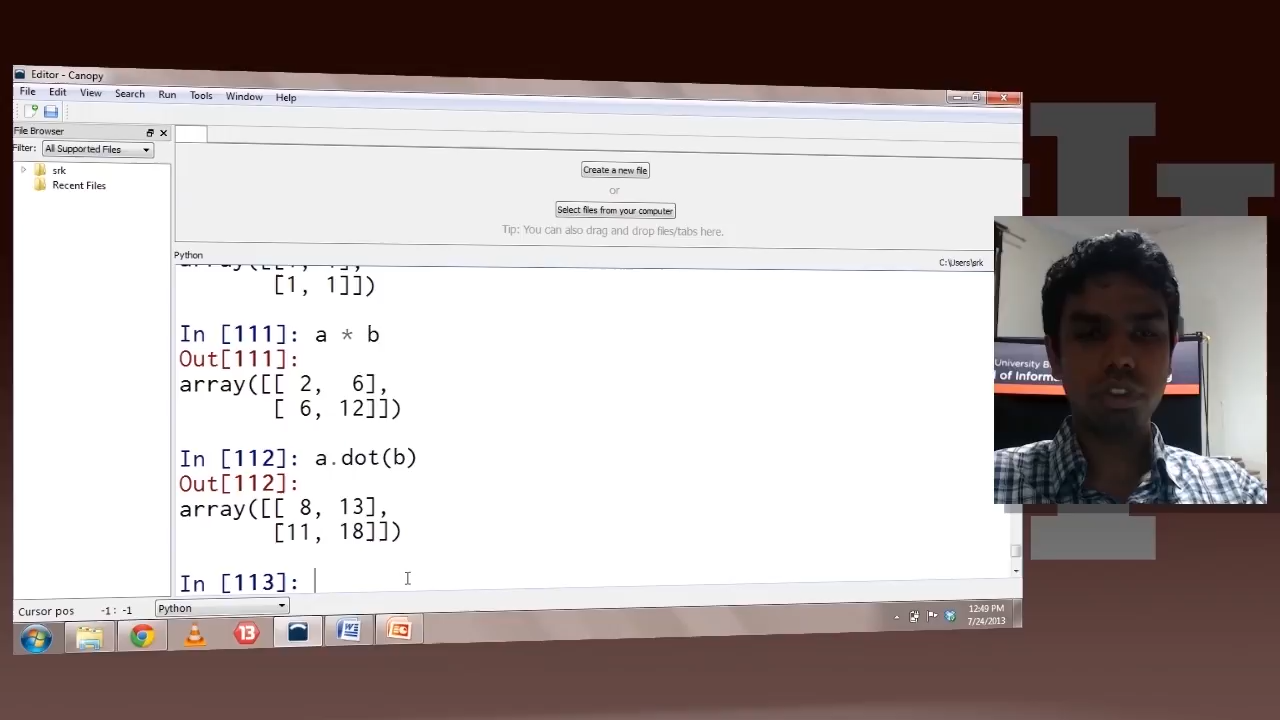 Editor - Canopy
File Edit View Search Run Tools Window Help
File Browser
Filter: All Supported Files
srk
Recent Files
Create a new file
or
Select files from your computer
Tip: You can also drag and drop files/tabs here.
Python
C:\Users\srk
[1, 1]])
In [111]: a * b
Out[111]:
array([[ 2, 6],
[ 6, 12]])
In [112]: a.dot(b)
Out[112]:
array([[ 8, 13],
[11, 18]])
In [113]:
Cursor pos -1: -1 Python
13
12:49 PM
7/24/2013
University
of